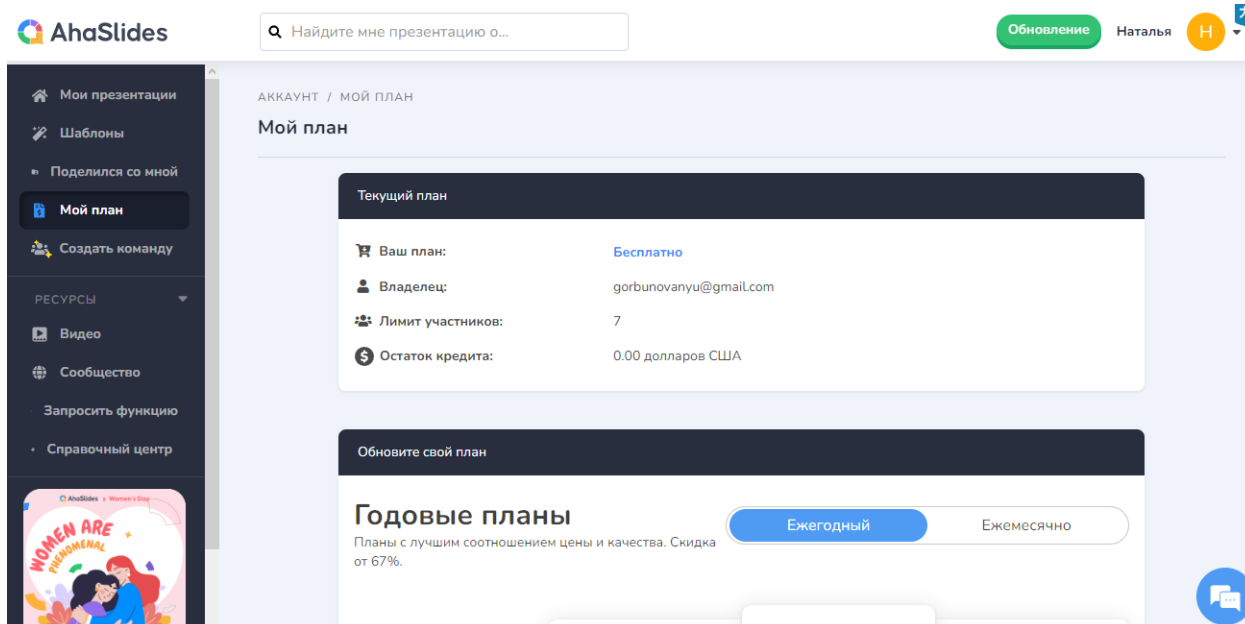 AhaSlides
Найдите мне презентацию о...
Обновление
Наталья
Н
Мои презентации
Шаблоны
Поделился со мной
Мой план
Создать команду
РЕСУРСЫ
Видео
Сообщество
Запросить функцию
Справочный центр
AhaSlides x Women's Day
WOMEN ARE
PHENOMENAL
АККАУНТ / МОЙ ПЛАН
Мой план
Текущий план
Ваш план: Бесплатно
Владелец: gorbunovanyu@gmail.com
Лимит участников: 7
Остаток кредита: 0.00 долларов США
Обновите свой план
Годовые планы
Планы с лучшим соотношением цены и качества. Скидка
от 67%.
Ежегодный
Ежемесячно